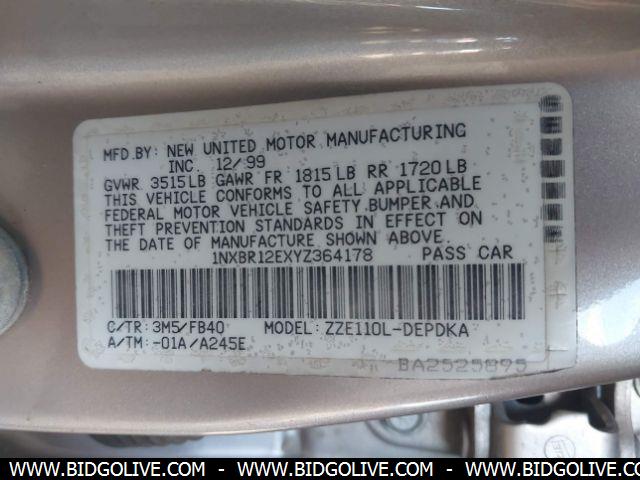 MFD.BY: NEW UNITED MOTOR MANUFACTURING
INC. 12/99
GVWR 3515LB GAWR FR 1815LB RR 1720LB
THIS VEHICLE CONFORMS TO ALL APPLICABLE
FEDERAL MOTOR VEHICLE SAFETY,BUMPER AND
THEFT PREVENTION STANDARDS IN EFFECT ON
THE DATE OF MANUFACTURE SHOWN ABOVE.
1NXBR12EXYZ364178 PASS CAR
C/TR: 3M5/FB40 MODEL: ZZE110L-DEPDKA
A/TM: -01A/A245E
BA2525895
WWW.BIDGOLIVE.COM - WWW.BIDGOLIVE.COM - WWW.BIDGOLIVE.COM